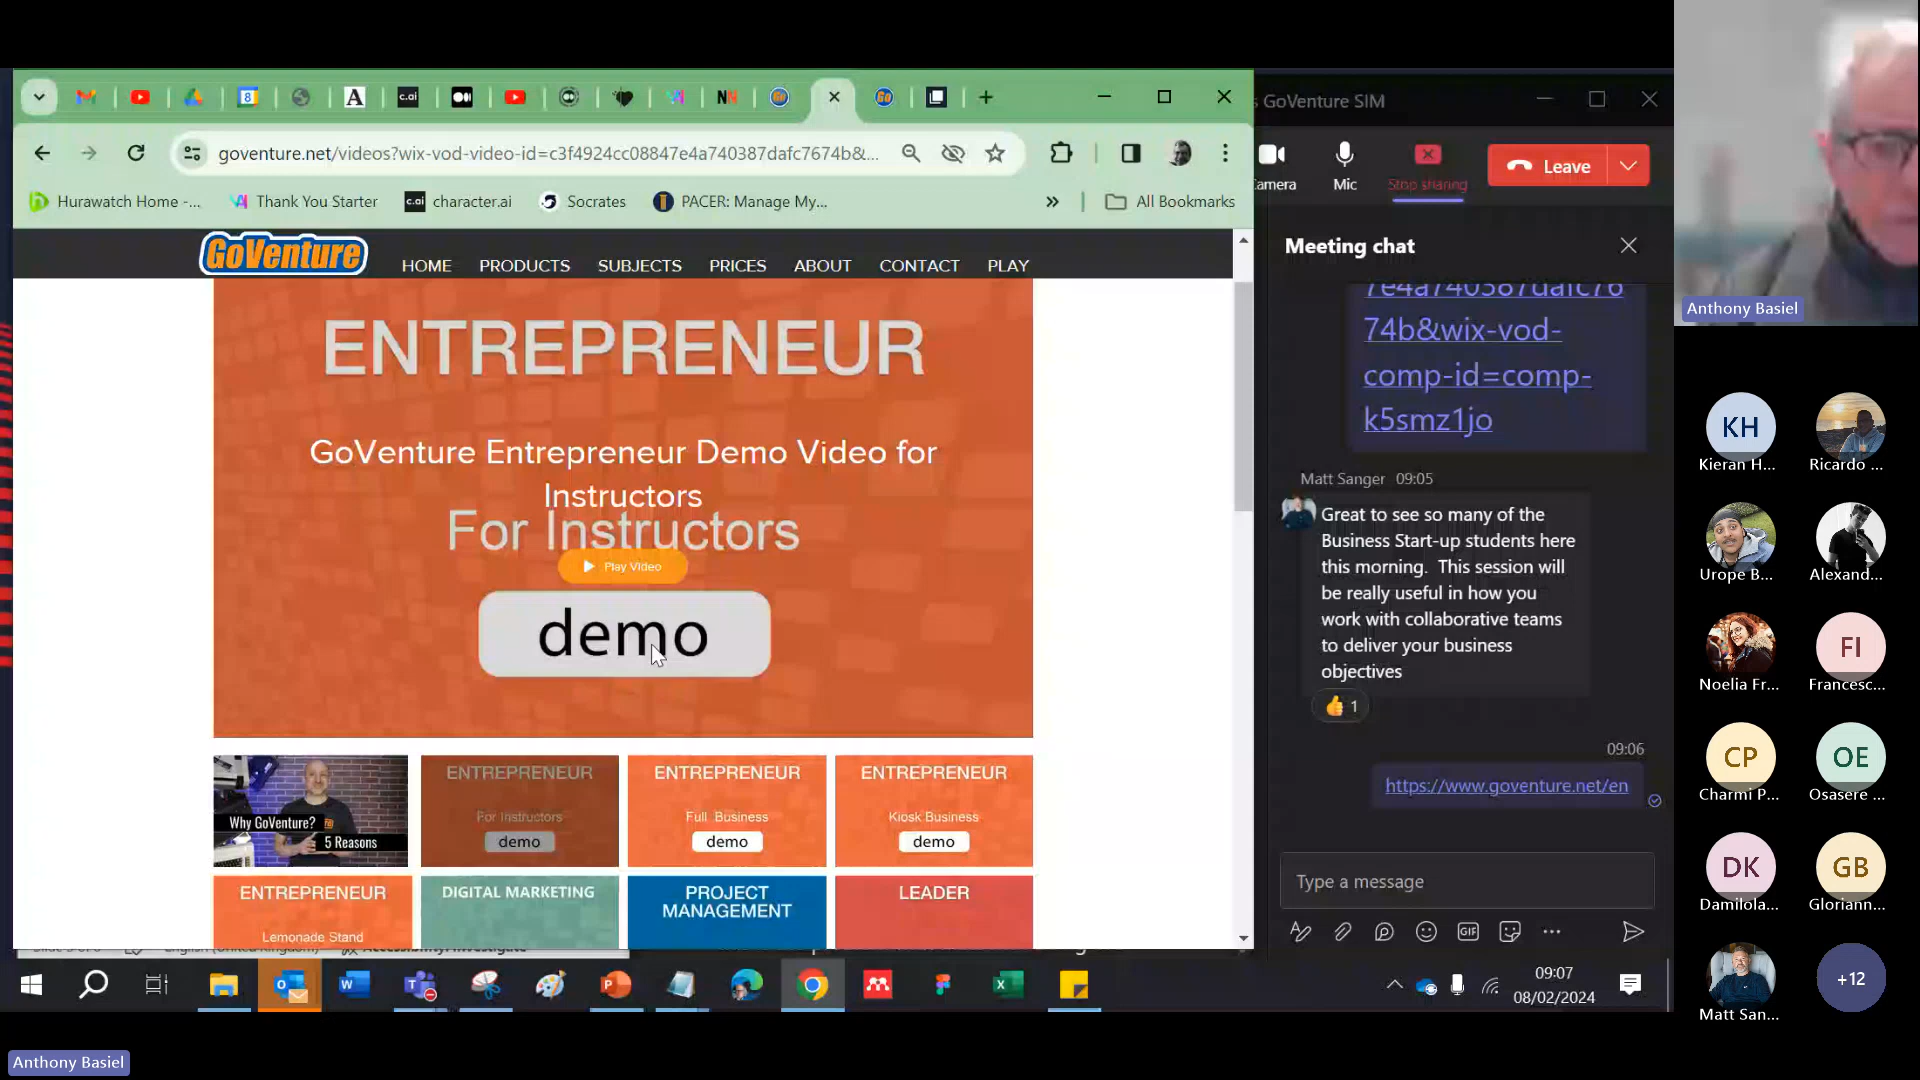 s GoVenture SIM
goventure.net/videos?wix-vod-video-id=c3f4924cc08847e4a740387dafc7674b&...
Hurawatch Home -...
Thank You Starter
c.ai character.ai
Socrates
PACER: Manage My...
»
All Bookmarks
GoVenture
HOME PRODUCTS SUBJECTS PRICES ABOUT CONTACT PLAY
ENTREPRENEUR
GoVenture Entrepreneur Demo Video for
Instructors
For Instructors
Play Video
demo
Why GoVenture?
5 Reasons
ENTREPRENEUR
For Instructors
demo
ENTREPRENEUR
Full Business
demo
ENTREPRENEUR
Kiosk Business
demo
ENTREPRENEUR
Lemonade Stand
DIGITAL MARKETING
PROJECT
MANAGEMENT
LEADER
Camera
Mic
Stop sharing
Leave
Meeting chat
7e4a740387dafc76
74b&wix-vod-
comp-id=comp-
k5smz1jo
Matt Sanger 09:05
Great to see so many of the
Business Start-up students here
this morning. This session will
be really useful in how you
work with collaborative teams
to deliver your business
objectives
1
09:06
https://www.goventure.net/en
Type a message
GIF
09:07
08/02/2024
Anthony Basiel
KH
Kieran H...
Ricardo ...
Urope B...
Alexand...
Noelia Fr...
FI
Francesc...
CP
Charmi P...
OE
Osasere ...
DK
Damilola...
GB
Gloriann...
Matt San...
+12
Anthony Basiel